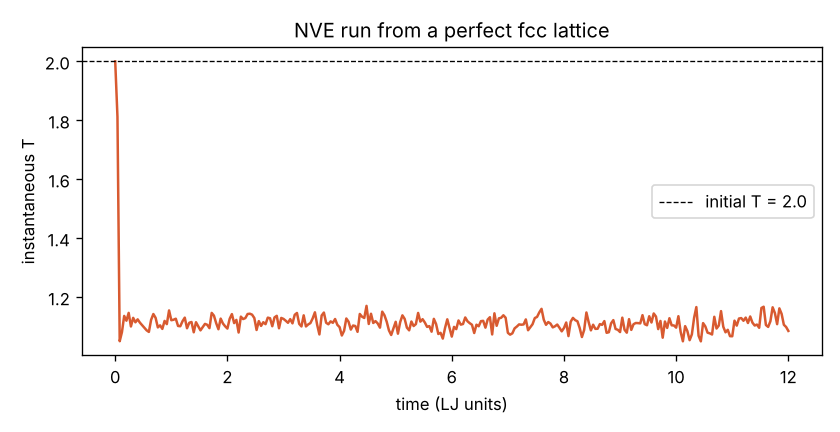 NVE run from a perfect fcc lattice
instantaneous T
2.0
1.8
1.6
1.4
1.2
initial T = 2.0
0 2 4 6 8 10 12
time (LJ units)